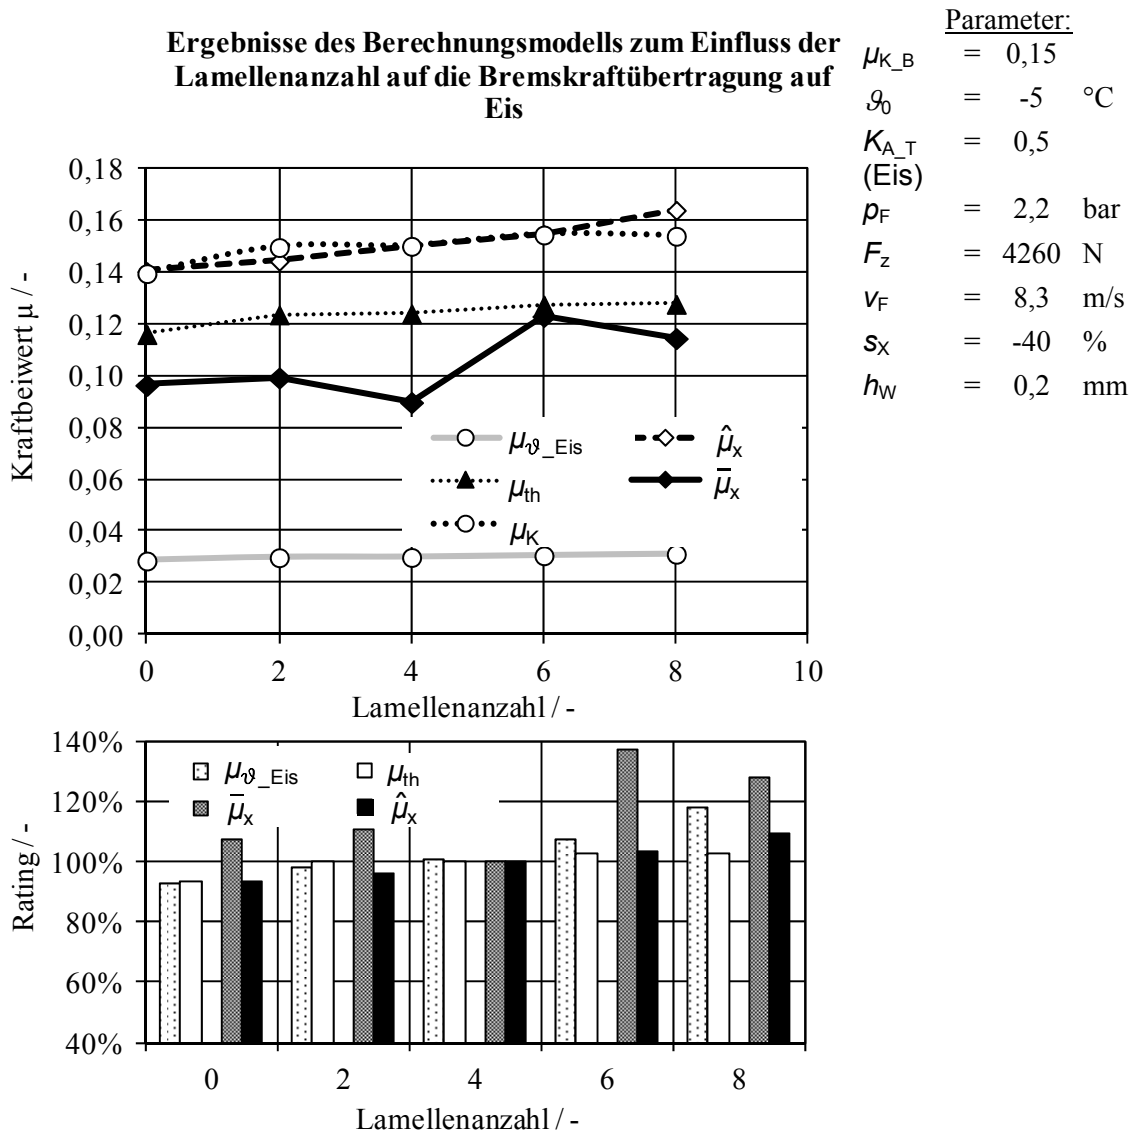 Ergebnisse des Berechnungsmodells zum Einfluss der
Lamellenanzahl auf die Bremskraftübertragung auf
Eis
Parameter:
μK_B = 0,15
ϑ0 = -5 °C
KA_T = 0,5
(Eis)
pF = 2,2 bar
Fz = 4260 N
vF = 8,3 m/s
sX = -40 %
hW = 0,2 mm
Kraftbeiwert μ / -
0,18
0,16
0,14
0,12
0,10
0,08
0,06
0,04
0,02
0,00
μϑ_Eis μ̂x
μth μ̄x
μK
0 2 4 6 8 10
Lamellenanzahl / -
Rating / -
140%
120%
100%
80%
60%
40%
μϑ_Eis μth
μ̄x μ̂x
0 2 4 6 8
Lamellenanzahl / -